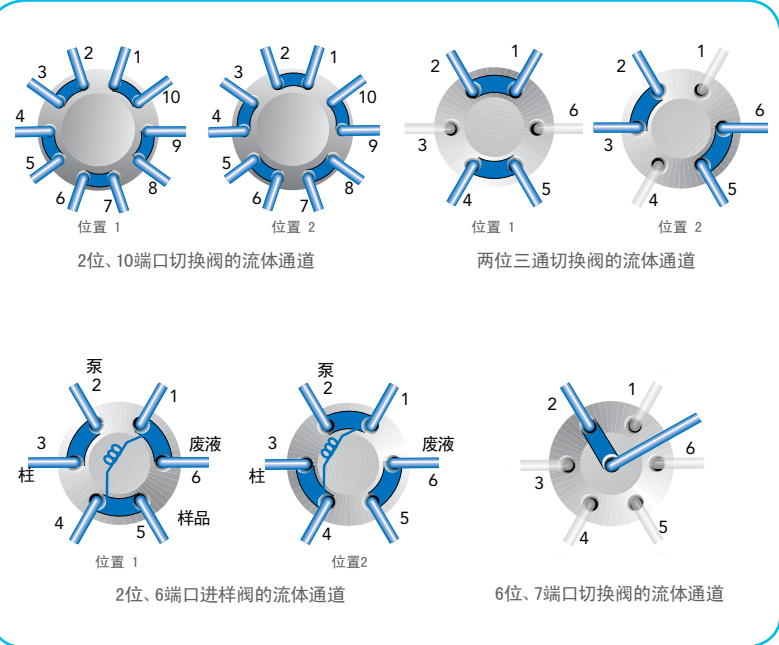 2 1 3 10 4 9 5 8 6 7
位置 1
2 1 3 10 4 9 5 8 6 7
位置 2
2位、10端口切换阀的流体通道
2 1 6 3 4 5
位置 1
1 2 6 3 5 4
位置 2
两位三通切换阀的流体通道
泵
2 1
3 废液
柱 6
样品
4 5
位置 1
泵
2 1
3 废液
柱 6
5
4
位置2
2位、6端口进样阀的流体通道
1
2
6
3
5
4
6位、7端口切换阀的流体通道